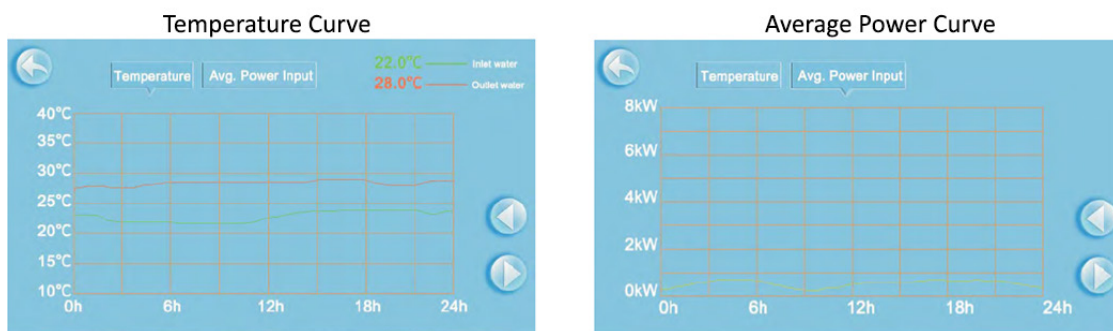 Temperature Curve
Temperature
Avg. Power Input
22.0°C
Inlet water
28.0°C
Outlet water
40°C
35°C
30°C
25°C
20°C
15°C
10°C
0h
6h
12h
18h
24h
Average Power Curve
Temperature
Avg. Power Input
8kW
6kW
4kW
2kW
0kW
0h
6h
12h
18h
24h